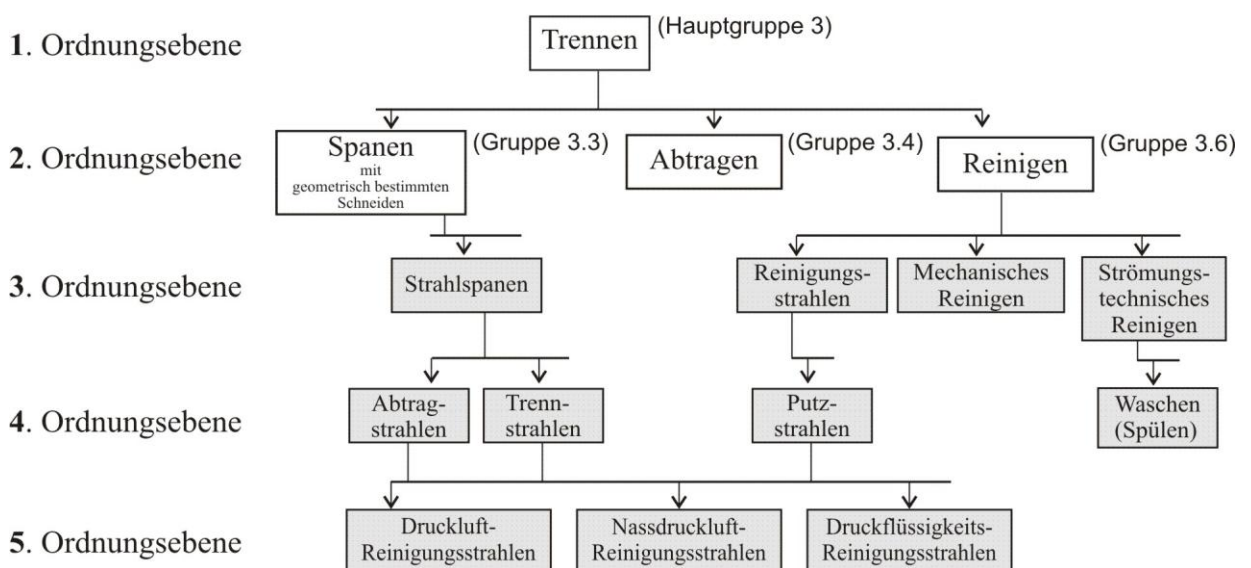 1. Ordnungsebene
Trennen
(Hauptgruppe 3)
2. Ordnungsebene
Spanen
mit
geometrisch bestimmten
Schneiden
(Gruppe 3.3)
Abtragen
(Gruppe 3.4)
Reinigen
(Gruppe 3.6)
3. Ordnungsebene
Strahlspanen
Reinigungs-
strahlen
Mechanisches
Reinigen
Strömungs-
technisches
Reinigen
4. Ordnungsebene
Abtrag-
strahlen
Trenn-
strahlen
Putz-
strahlen
Waschen
(Spülen)
5. Ordnungsebene
Druckluft-
Reinigungsstrahlen
Nassdruckluft-
Reinigungsstrahlen
Druckflüssigkeits-
Reinigungsstrahlen